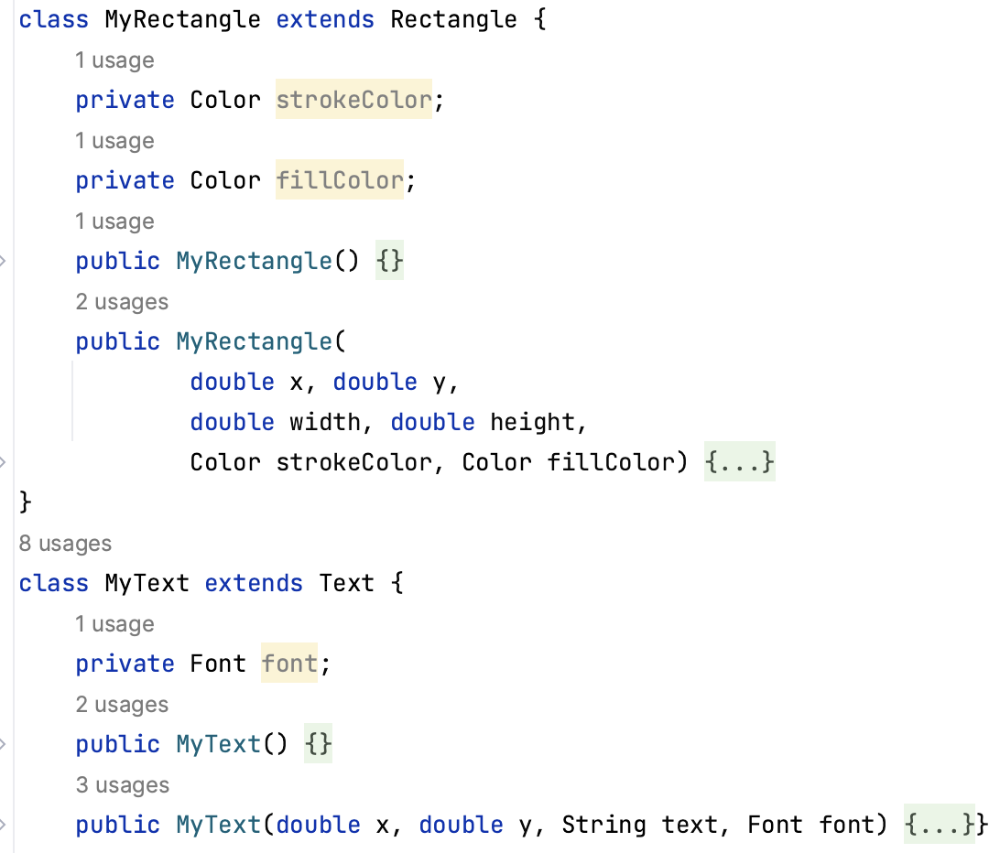 class MyRectangle extends Rectangle {
1 usage
private Color strokeColor;
1 usage
private Color fillColor;
1 usage
public MyRectangle() {}
2 usages
public MyRectangle(
double x, double y,
double width, double height,
Color strokeColor, Color fillColor) {...}
}
8 usages
class MyText extends Text {
1 usage
private Font font;
2 usages
public MyText() {}
3 usages
public MyText(double x, double y, String text, Font font) {...}}